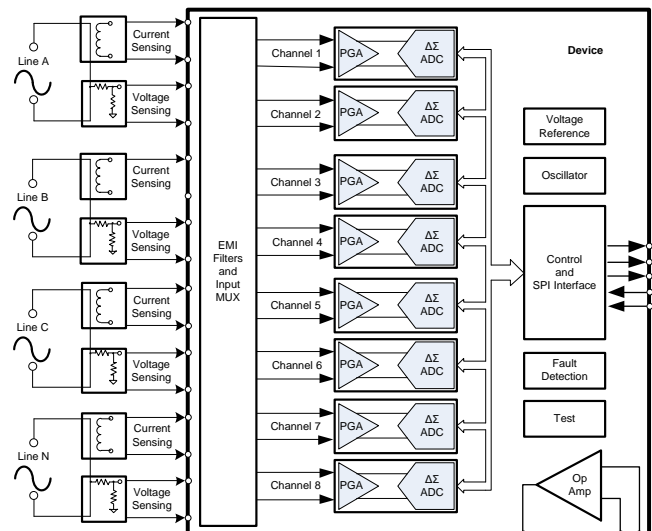 Line A
Current
Sensing
Voltage
Sensing
Line B
Current
Sensing
Voltage
Sensing
Line C
Current
Sensing
Voltage
Sensing
Line N
Current
Sensing
Voltage
Sensing
EMI
Filters
and
Input
MUX
Channel 1
PGA
ΔΣ
ADC
Channel 2
PGA
ΔΣ
ADC
Channel 3
PGA
ΔΣ
ADC
Channel 4
PGA
ΔΣ
ADC
Channel 5
PGA
ΔΣ
ADC
Channel 6
PGA
ΔΣ
ADC
Channel 7
PGA
ΔΣ
ADC
Channel 8
PGA
ΔΣ
ADC
Device
Voltage
Reference
Oscillator
Control
and
SPI Interface
Fault
Detection
Test
Op
Amp